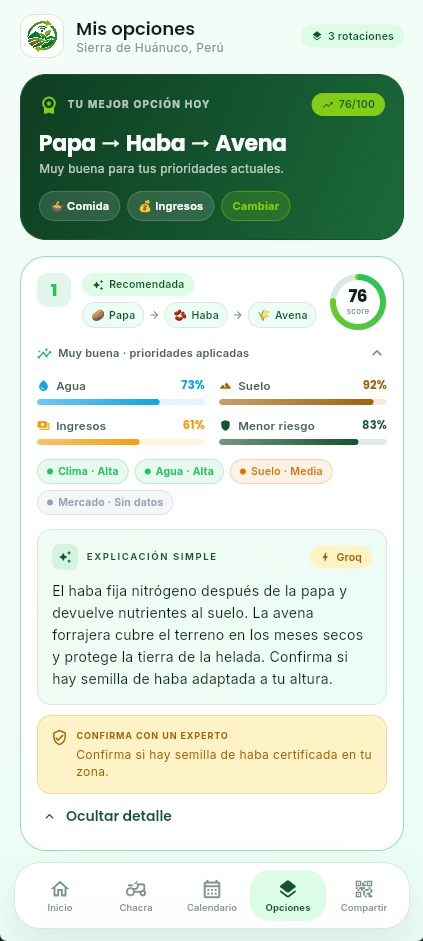 Mis opciones
Sierra de Huánuco, Perú
3 rotaciones
TU MEJOR OPCIÓN HOY
76/100
Papa → Haba → Avena
Muy buena para tus prioridades actuales.
Comida
Ingresos
Cambiar
1
Recomendada
Papa → Haba → Avena
76
score
Muy buena · prioridades aplicadas
Agua 73%
Suelo 92%
Ingresos 61%
Menor riesgo 83%
Clima · Alta
Agua · Alta
Suelo · Media
Mercado · Sin datos
EXPLICACIÓN SIMPLE
Groq
El haba fija nitrógeno después de la papa y
devuelve nutrientes al suelo. La avena
forrajera cubre el terreno en los meses secos
y protege la tierra de la helada. Confirma si
hay semilla de haba adaptada a tu altura.
CONFIRMA CON UN EXPERTO
Confirma si hay semilla de haba certificada en tu
zona.
Ocultar detalle
Inicio
Chacra
Calendario
Opciones
Compartir